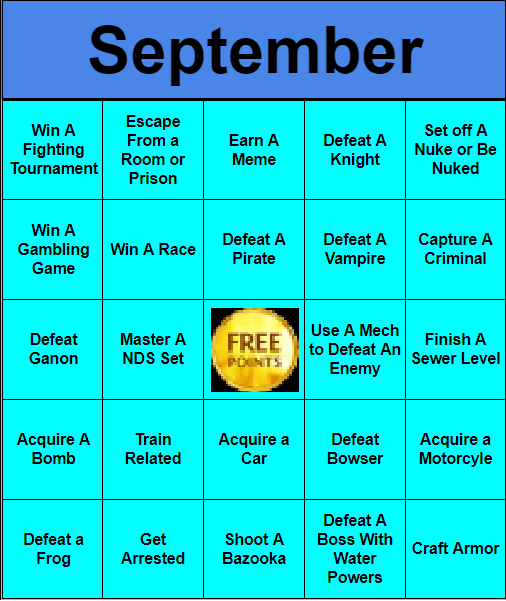 September
Win A
Fighting
Tournament
Escape
From a
Room or
Prison
Earn A
Meme
Defeat A
Knight
Set off A
Nuke or Be
Nuked
Win A
Gambling
Game
Win A Race
Defeat A
Pirate
Defeat A
Vampire
Capture A
Criminal
Defeat
Ganon
Master A
NDS Set
FREE
POINTS
Use A Mech
to Defeat An
Enemy
Finish A
Sewer Level
Acquire A
Bomb
Train
Related
Acquire a
Car
Defeat
Bowser
Acquire a
Motorcyle
Defeat a
Frog
Get
Arrested
Shoot A
Bazooka
Defeat A
Boss With
Water
Powers
Craft Armor